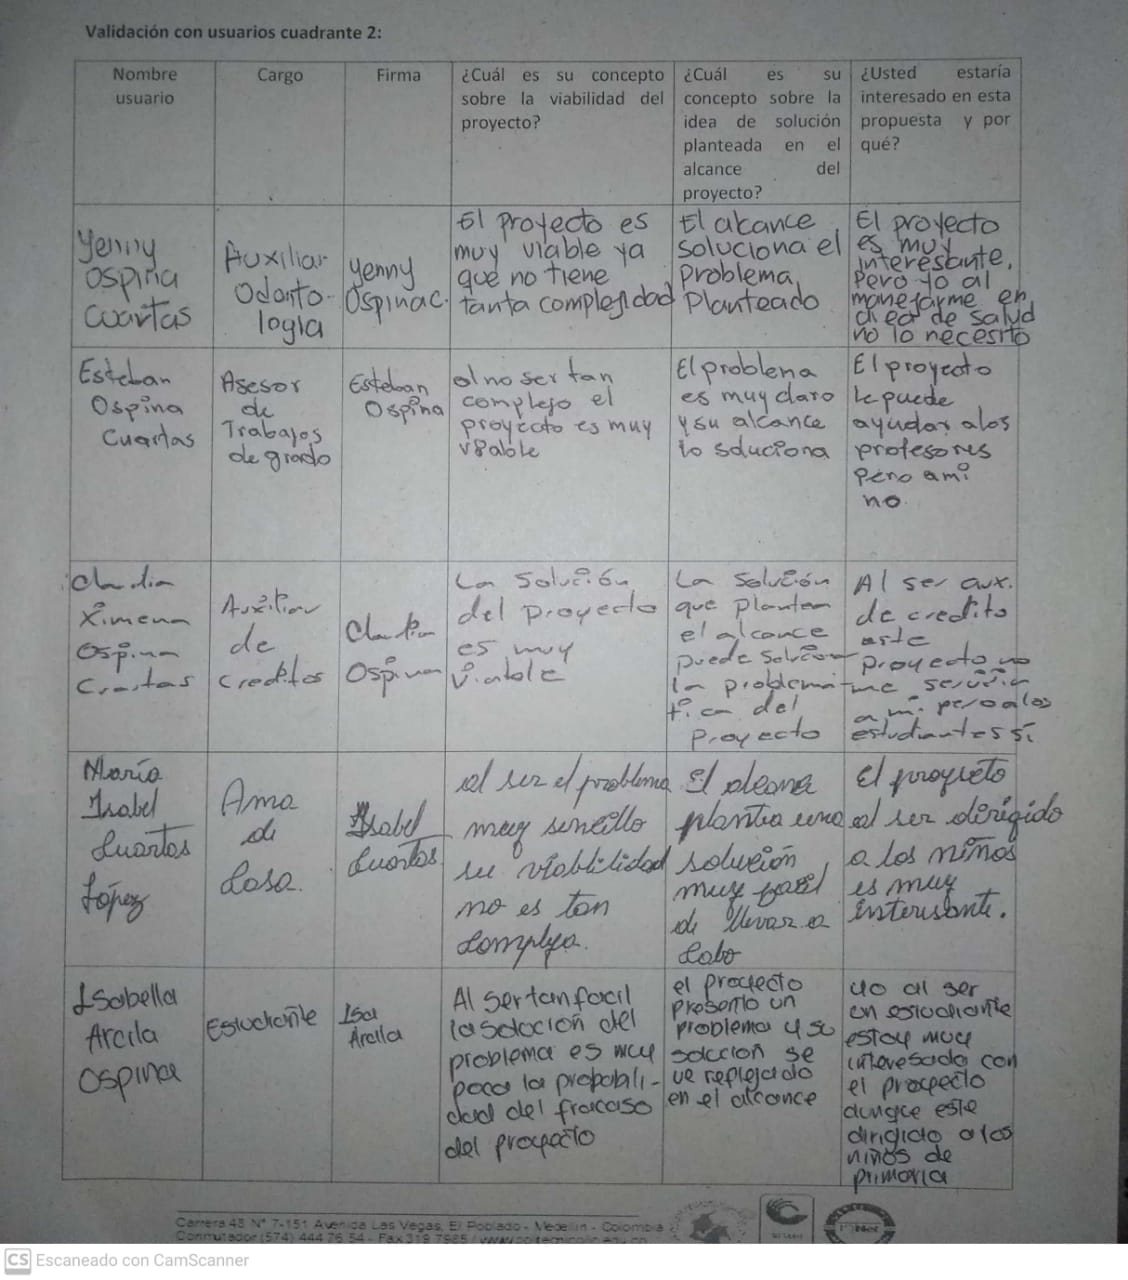 Validación con usuarios cuadrante 2:
Nombre
usuario
Cargo
Firma
¿Cuál es su concepto
sobre la viabilidad del
proyecto?
¿Cuál es su
concepto sobre la
idea de solución
planteada en el
alcance del
proyecto?
¿Usted estaría
interesado en esta
propuesta y por
qué?
Yenny
Ospina
Cuartas
Auxiliar
Odonto-
logia
Yenny
Ospina C.
El proyecto es
muy viable ya
que no tiene
tanta complejidad
El alcance
soluciona el
problema
Planteado
El proyecto
es muy
interesante,
Pero yo al
manejarme en
area de salud
no lo necesito
Esteban
Ospina
Cuartas
Asesor
de
Trabajos
de grado
Esteban
Ospina
al no ser tan
complejo el
proyecto es muy
viable
El problema
es muy claro
y su alcance
lo soluciona
El proyecto
le puede
ayudar a los
profesores
pero a mi
no.
Claudia
Ximena
Ospina
Cuartas
Auxiliar
de
creditos
Claudia
Ospina
La solución
del proyecto
es muy
viable
La solución
que plantea
el alcance
puede solucionar
la problema-
tica del
proyecto
Al ser aux.
de credito
este
proyecto no
me serviria
a mi pero a los
estudiantes sí
María
Isabel
Cuartas
López
Ama
de
Casa.
Isabel
Cuartas
al ser el problema
muy sencillo
su viabilidad
no es tan
compleja.
El alcance
plantea una
solución
muy facil
de llevar a
cabo
El proyecto
al ser dirigido
a los niños
es muy
interesante.
Isabella
Arcila
Ospina
Estudiante
Isa
Arcila
Al ser tan facil
la solocion del
problema es muy
poca la probabili-
dad del fracaso
del proyecto
el proyecto
presento un
problema y su
solucion se
ve reflejado
en el alcance
yo al ser
un estudiante
estoy muy
interesada con
el proyecto
aunque este
dirigido a los
niños de
primaria
Carrera 48 N° 7-151 Avenida Las Vegas, El Poblado - Medellín - Colombia
Conmutador (574) 444 76 54 - Fax 319 7985
CS Escaneado con CamScanner